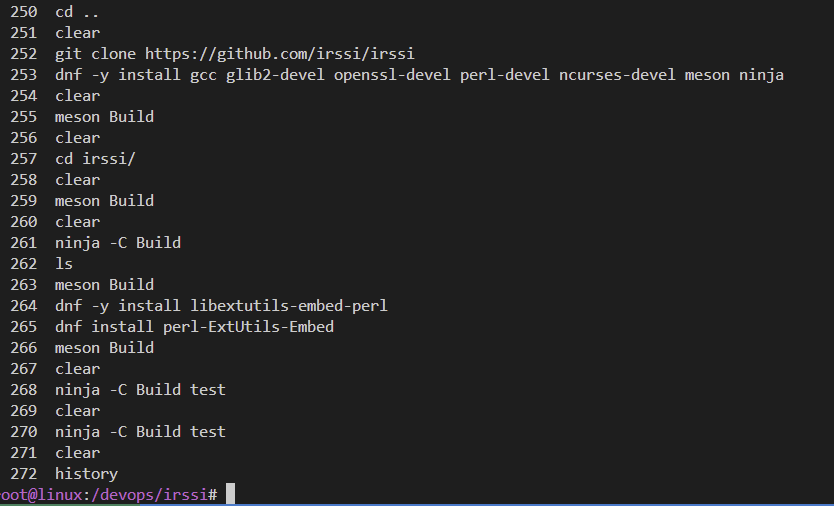 250 cd ..
251 clear
252 git clone https://github.com/irssi/irssi
253 dnf -y install gcc glib2-devel openssl-devel perl-devel ncurses-devel meson ninja
254 clear
255 meson Build
256 clear
257 cd irssi/
258 clear
259 meson Build
260 clear
261 ninja -C Build
262 ls
263 meson Build
264 dnf -y install libextutils-embed-perl
265 dnf install perl-ExtUtils-Embed
266 meson Build
267 clear
268 ninja -C Build test
269 clear
270 ninja -C Build test
271 clear
272 history
oot@linux:/devops/irssi#